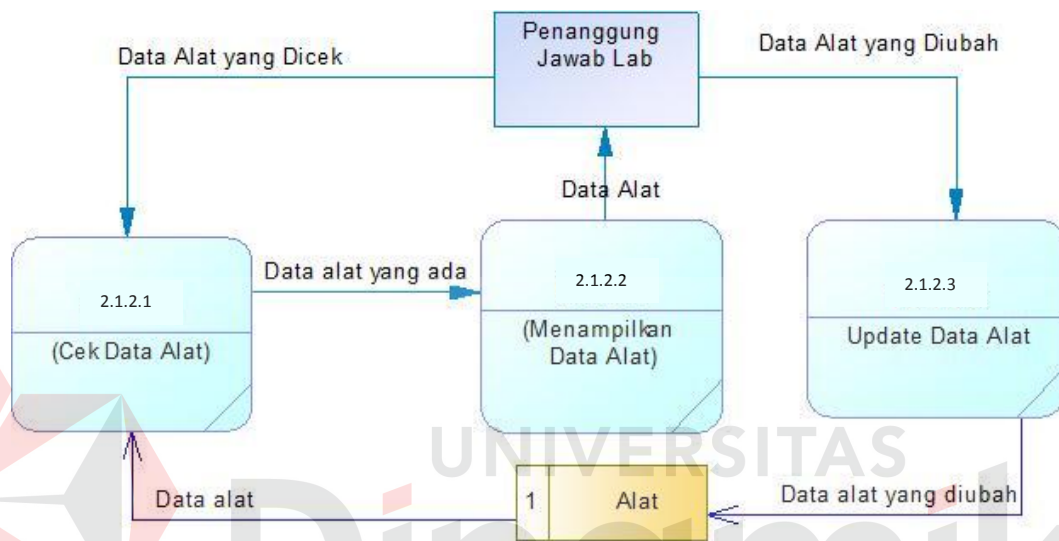 Penanggung
Jawab Lab
Data Alat yang Dicek
Data Alat yang Diubah
Data Alat
2.1.2.1
(Cek Data Alat)
Data alat yang ada
2.1.2.2
(Menampilkan
Data Alat)
2.1.2.3
Update Data Alat
UNIVERSITAS
Data alat
1
Alat
Data alat yang diubah